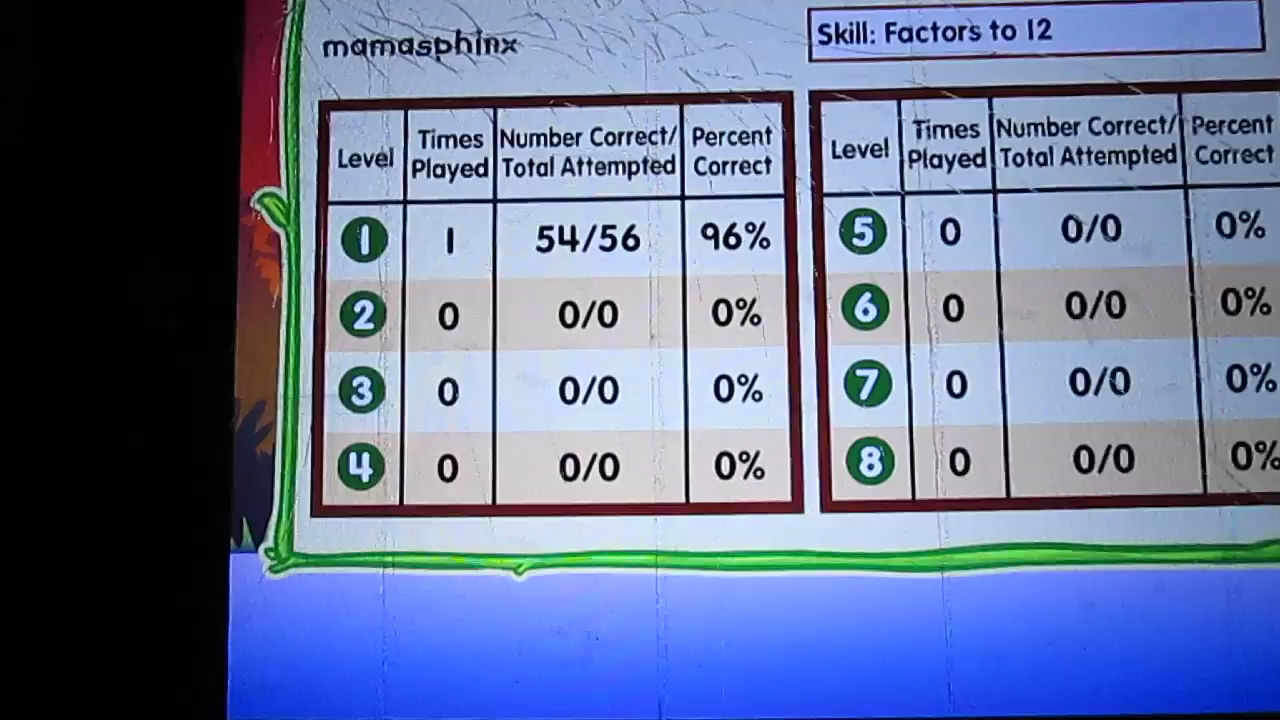 mamasphinx
Skill: Factors to 12
Level Times Played Number Correct/ Total Attempted Percent Correct
1 1 54/56 96%
2 0 0/0 0%
3 0 0/0 0%
4 0 0/0 0%
Level Times Played Number Correct/ Total Attempted Percent Correct
5 0 0/0 0%
6 0 0/0 0%
7 0 0/0 0%
8 0 0/0 0%